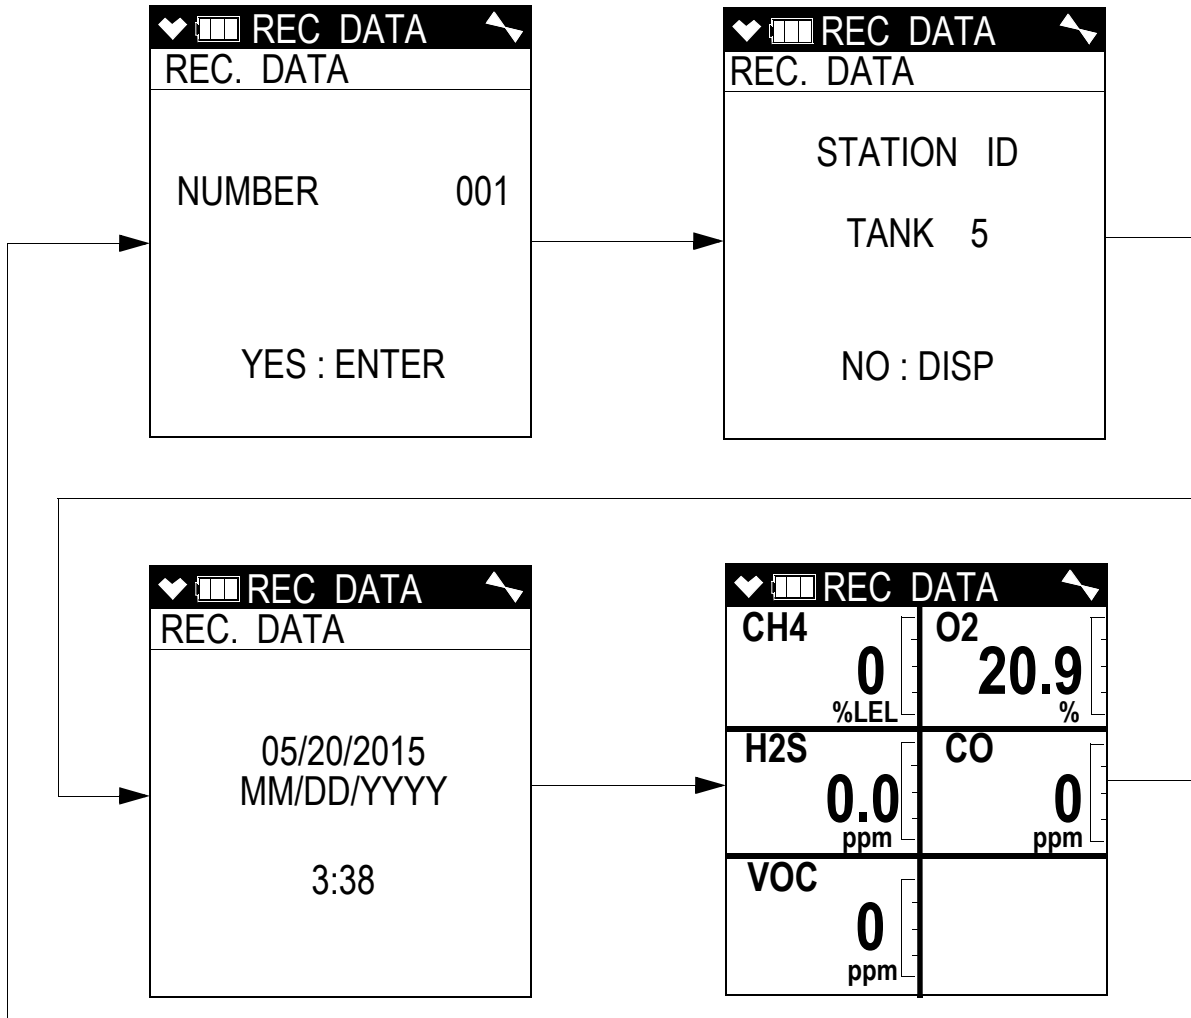 REC DATA
REC. DATA
NUMBER 001
YES : ENTER
REC DATA
REC. DATA
STATION ID
TANK 5
NO : DISP
REC DATA
REC. DATA
05/20/2015
MM/DD/YYYY
3:38
REC DATA
CH4
0
%LEL
O2
20.9
%
H2S
0.0
ppm
CO
0
ppm
VOC
0
ppm